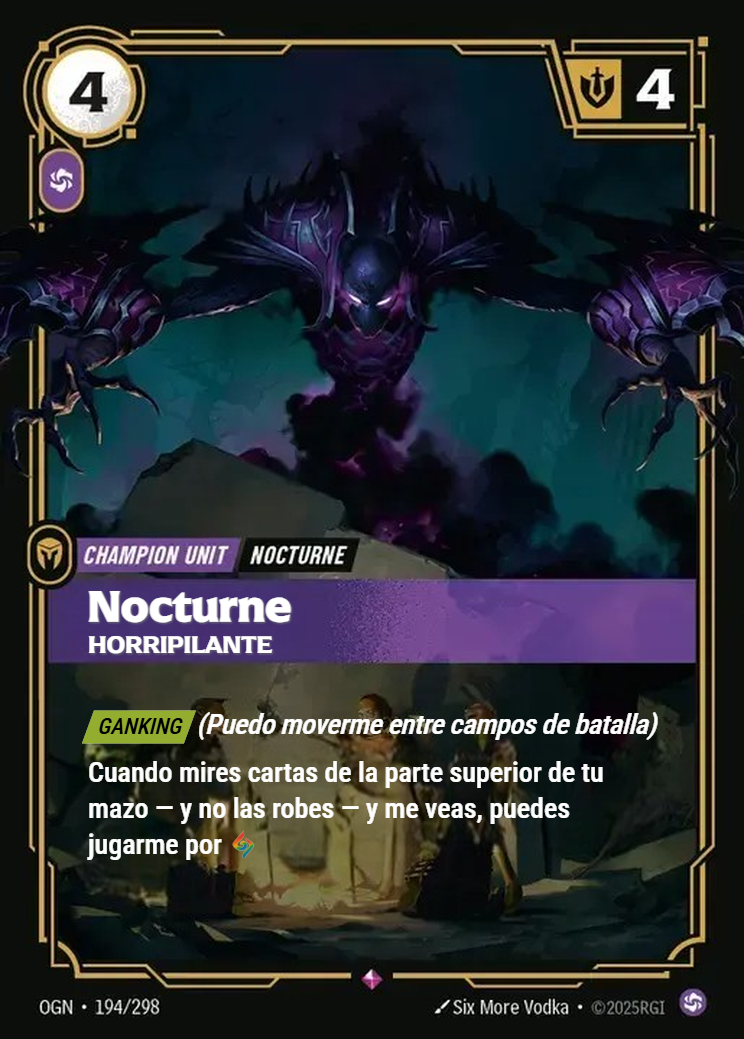 4
4
CHAMPION UNIT NOCTURNE
Nocturne
HORRIPILANTE
GANKING (Puedo moverme entre campos de batalla)
Cuando mires cartas de la parte superior de tu
mazo — y no las robes — y me veas, puedes
jugarme por
OGN • 194/298
Six More Vodka • ©2025RGI